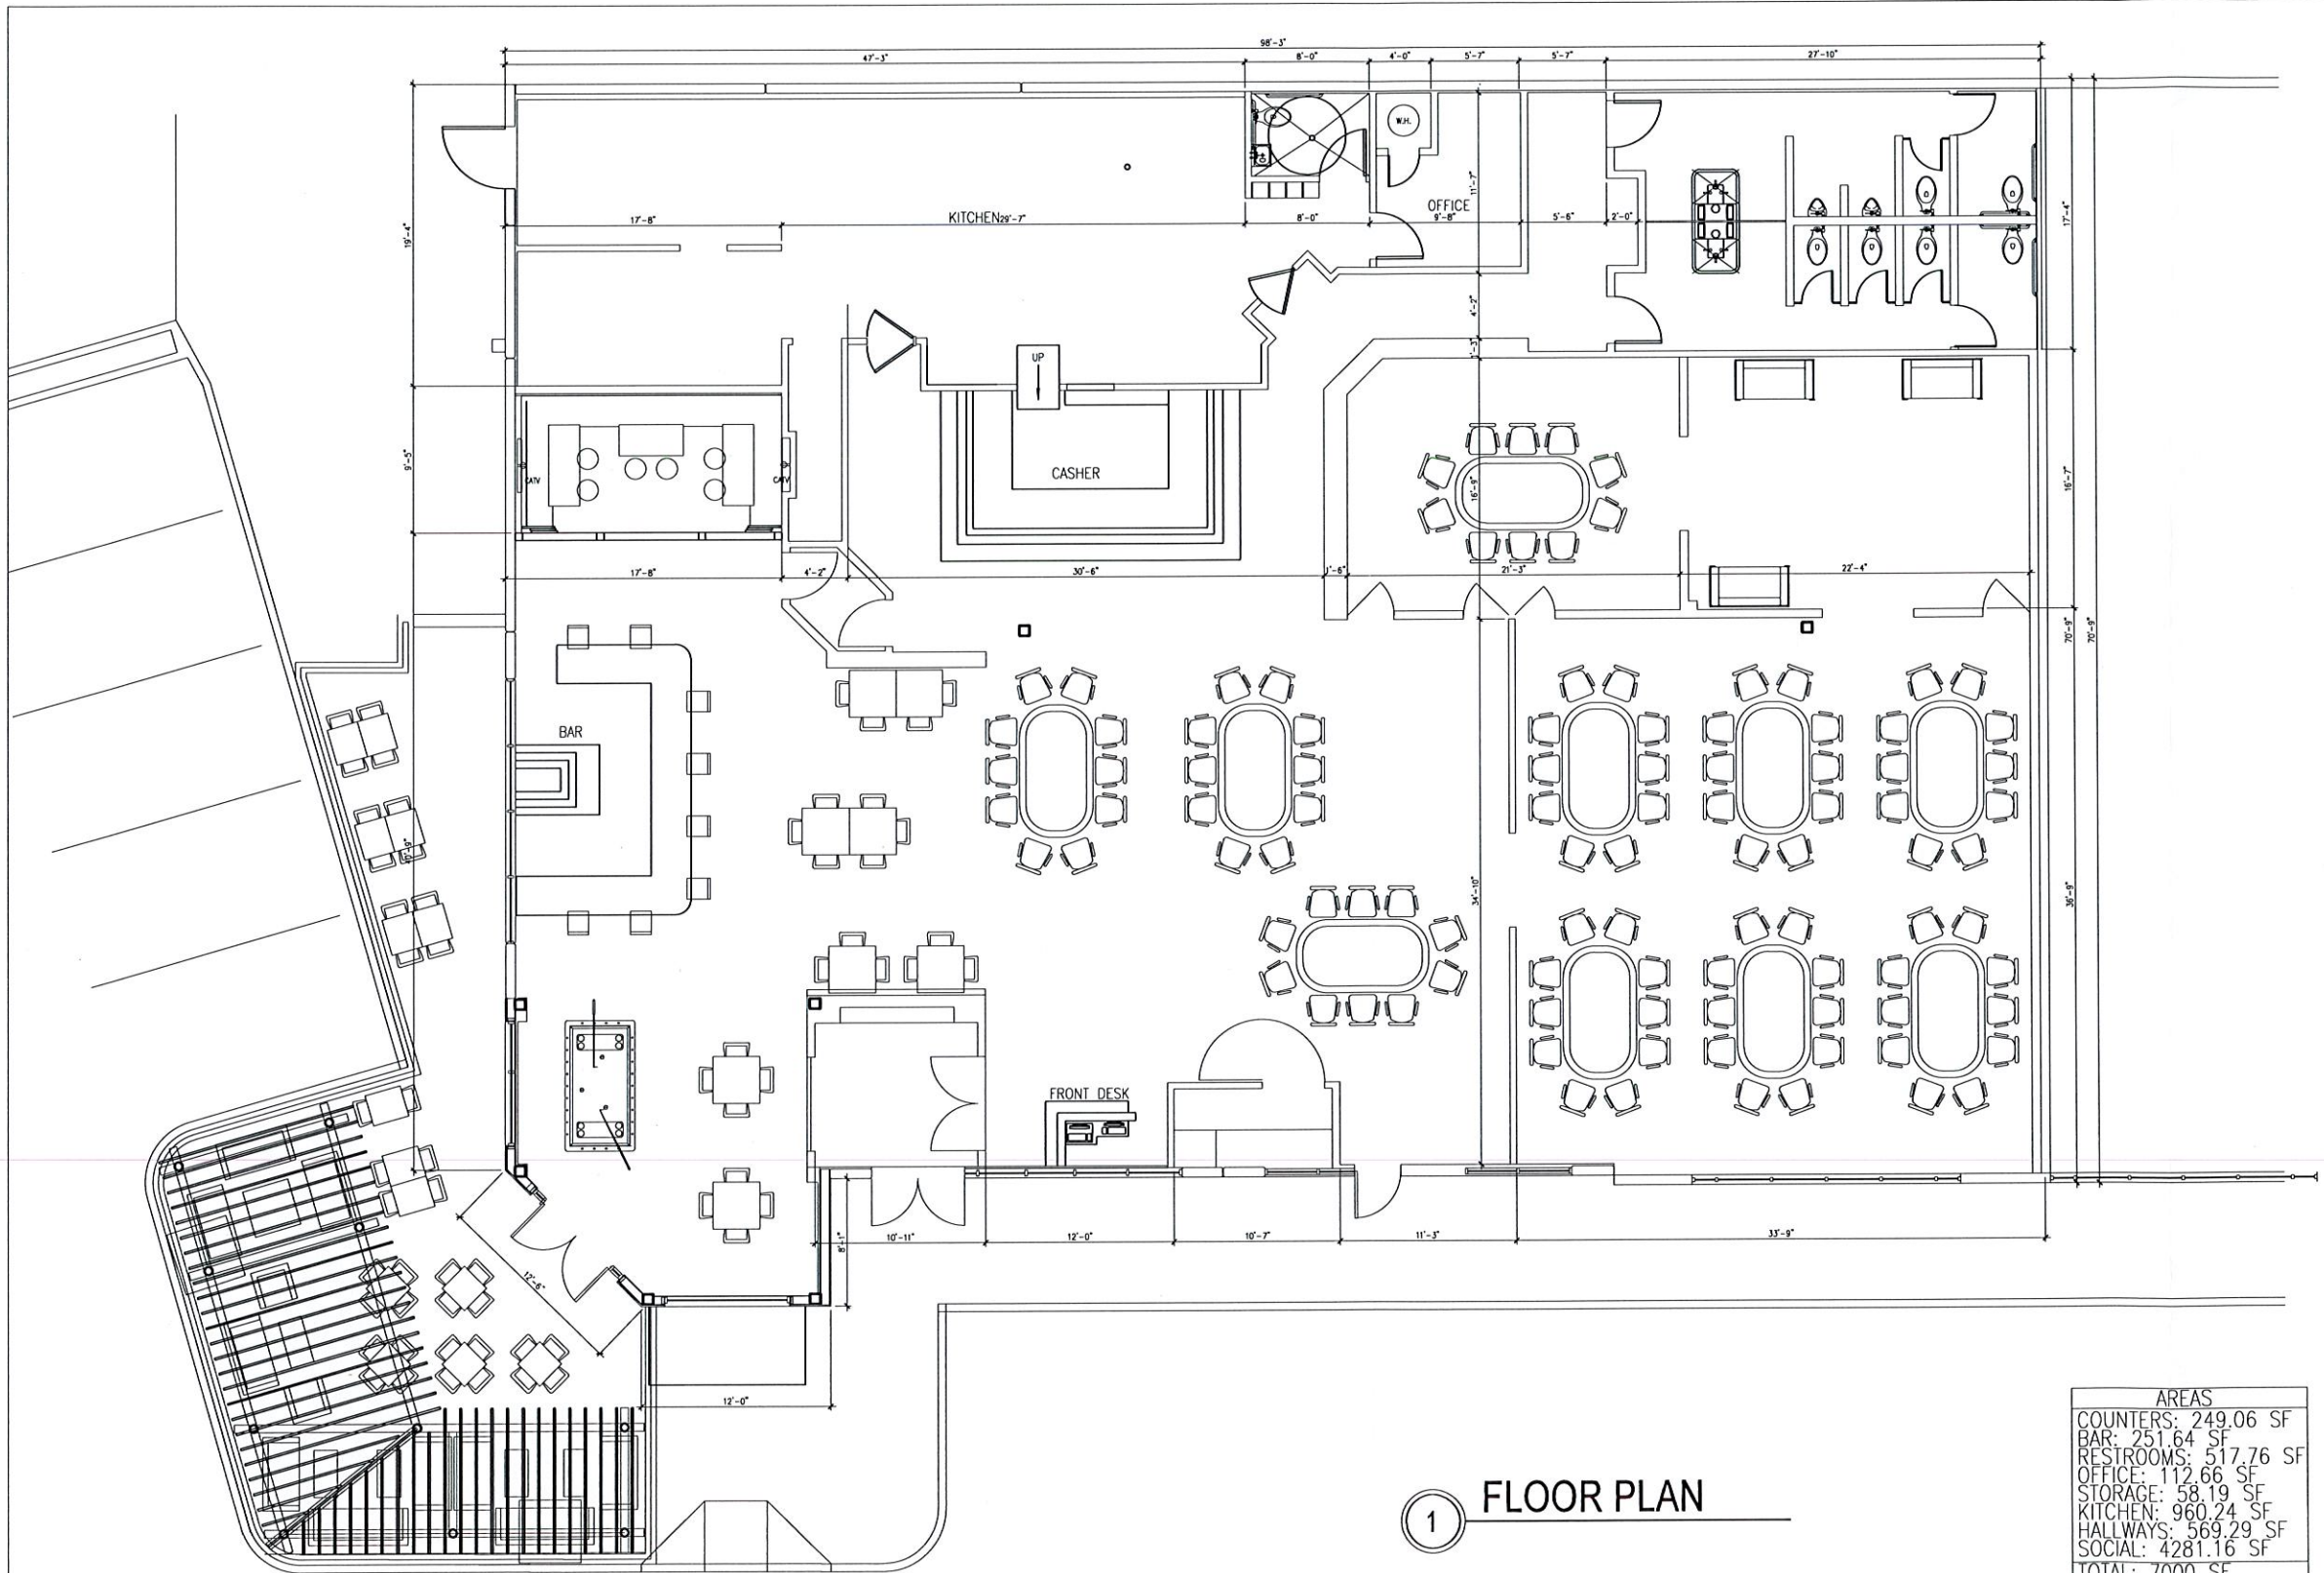 98'-3"
47'-3"
8'-0"
4'-0"
5'-7"
5'-7"
27'-10"
W.H.
11'-7"
OFFICE
17'-8"
KITCHEN 29'-7"
8'-0"
9'-8"
5'-6"
2'-0"
17'-4"
19'-4"
4'-2"
UP
1'-3"
9'-5"
CATV
CATV
CASHER
16'-9"
16'-7"
17'-8"
4'-2"
30'-6"
1'-6"
21'-3"
22'-4"
70'-9"
70'-9"
BAR
34'-10"
36'-9"
FRONT DESK
8'-1"
10'-11"
12'-0"
10'-7"
11'-3"
33'-9"
12'-6"
12'-0"
1
FLOOR PLAN
AREAS
COUNTERS: 249.06 SF
BAR: 251.64 SF
RESTROOMS: 517.76 SF
OFFICE: 112.66 SF
STORAGE: 58.19 SF
KITCHEN: 960.24 SF
HALLWAYS: 569.29 SF
SOCIAL: 4281.16 SF
TOTAL: 7000 SF